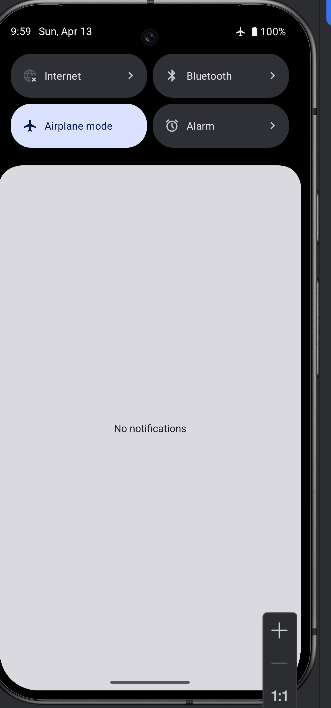 9:59 Sun, Apr 13 100%
Internet Bluetooth
Airplane mode Alarm
No notifications
1:1